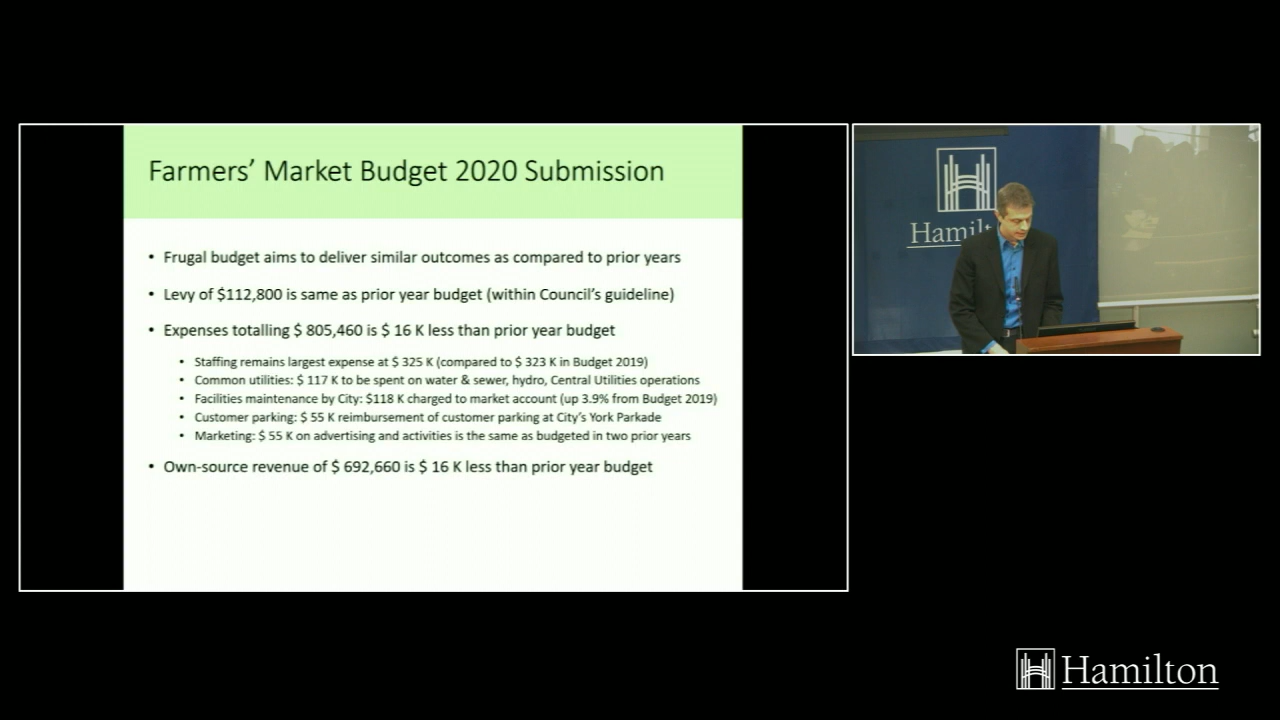 Farmers’ Market Budget 2020 Submission
• Frugal budget aims to deliver similar outcomes as compared to prior years
• Levy of $112,800 is same as prior year budget (within Council’s guideline)
• Expenses totalling $ 805,460 is $ 16 K less than prior year budget
• Staffing remains largest expense at $ 325 K (compared to $ 323 K in Budget 2019)
• Common utilities: $ 117 K to be spent on water & sewer, hydro, Central Utilities operations
• Facilities maintenance by City: $118 K charged to market account (up 3.9% from Budget 2019)
• Customer parking: $ 55 K reimbursement of customer parking at City’s York Parkade
• Marketing: $ 55 K on advertising and activities is the same as budgeted in two prior years
• Own-source revenue of $ 692,660 is $ 16 K less than prior year budget
Hamilt
Hamilton